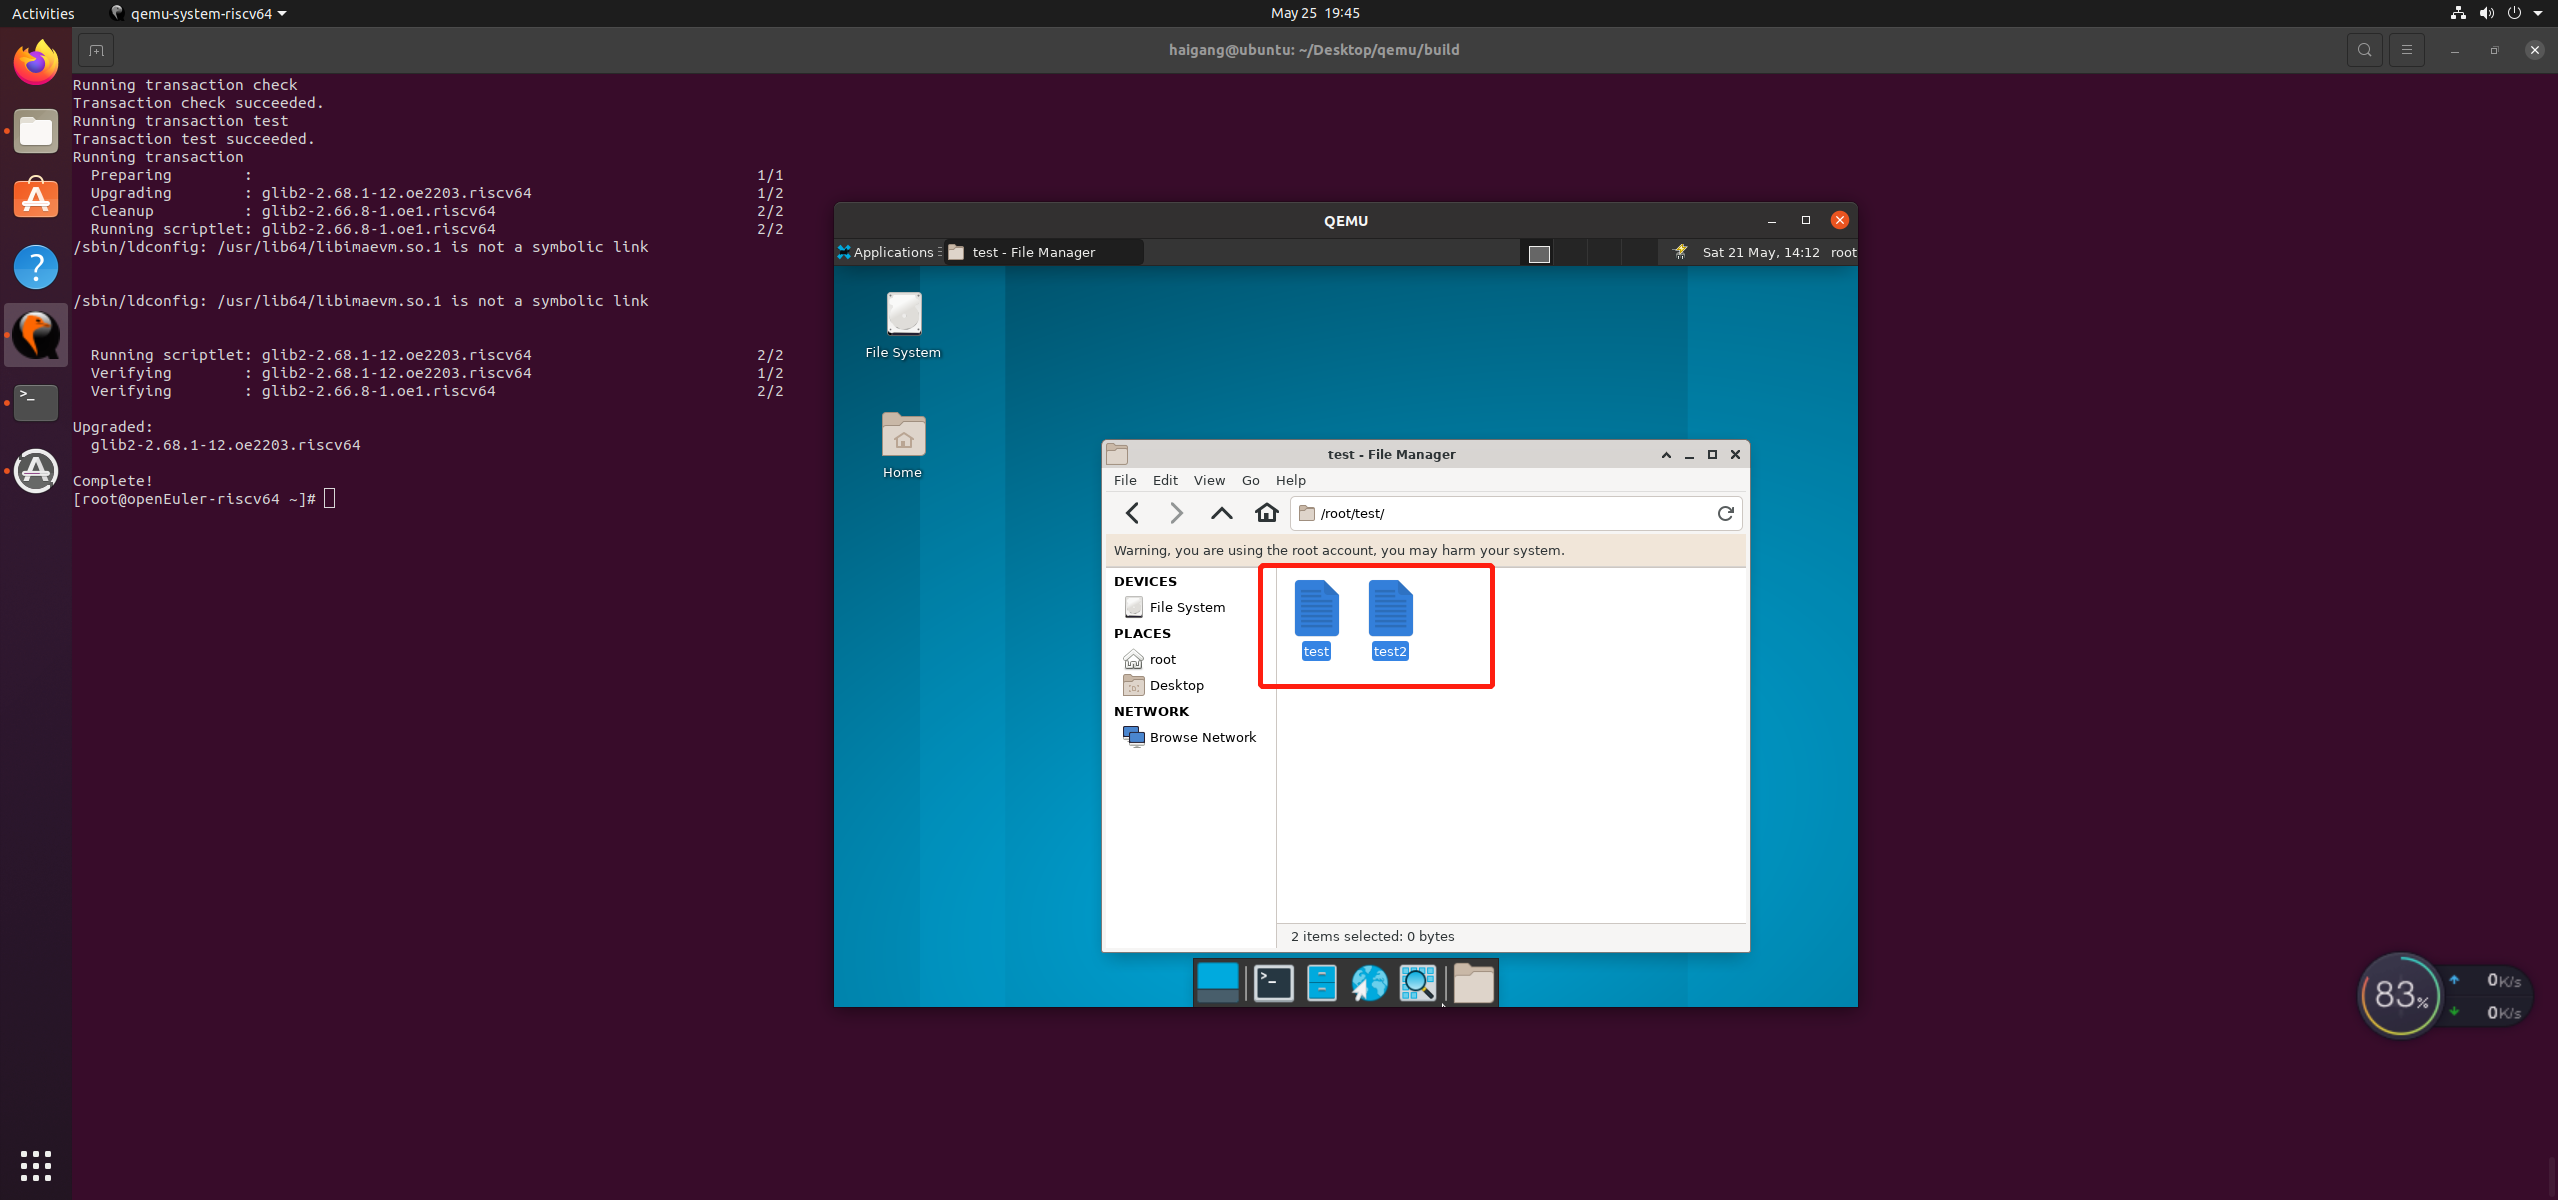 Activities
qemu-system-riscv64
May 25 19:45
haigang@ubuntu: ~/Desktop/qemu/build
Running transaction check
Transaction check succeeded.
Running transaction test
Transaction test succeeded.
Running transaction
Preparing        :                                                        1/1
Upgrading        : glib2-2.68.1-12.oe2203.riscv64                         1/2
Cleanup          : glib2-2.66.8-1.oe1.riscv64                             2/2
Running scriptlet: glib2-2.66.8-1.oe1.riscv64                             2/2
/sbin/ldconfig: /usr/lib64/libimaevm.so.1 is not a symbolic link
/sbin/ldconfig: /usr/lib64/libimaevm.so.1 is not a symbolic link
Running scriptlet: glib2-2.68.1-12.oe2203.riscv64                         2/2
Verifying        : glib2-2.68.1-12.oe2203.riscv64                         1/2
Verifying        : glib2-2.66.8-1.oe1.riscv64                             2/2
Upgraded:
glib2-2.68.1-12.oe2203.riscv64
Complete!
[root@openEuler-riscv64 ~]#
QEMU
Applications
test - File Manager
Sat 21 May, 14:12
root
File System
Home
test - File Manager
File Edit View Go Help
/root/test/
Warning, you are using the root account, you may harm your system.
DEVICES
File System
PLACES
root
Desktop
NETWORK
Browse Network
test
test2
2 items selected: 0 bytes
83%
0K/s
0K/s